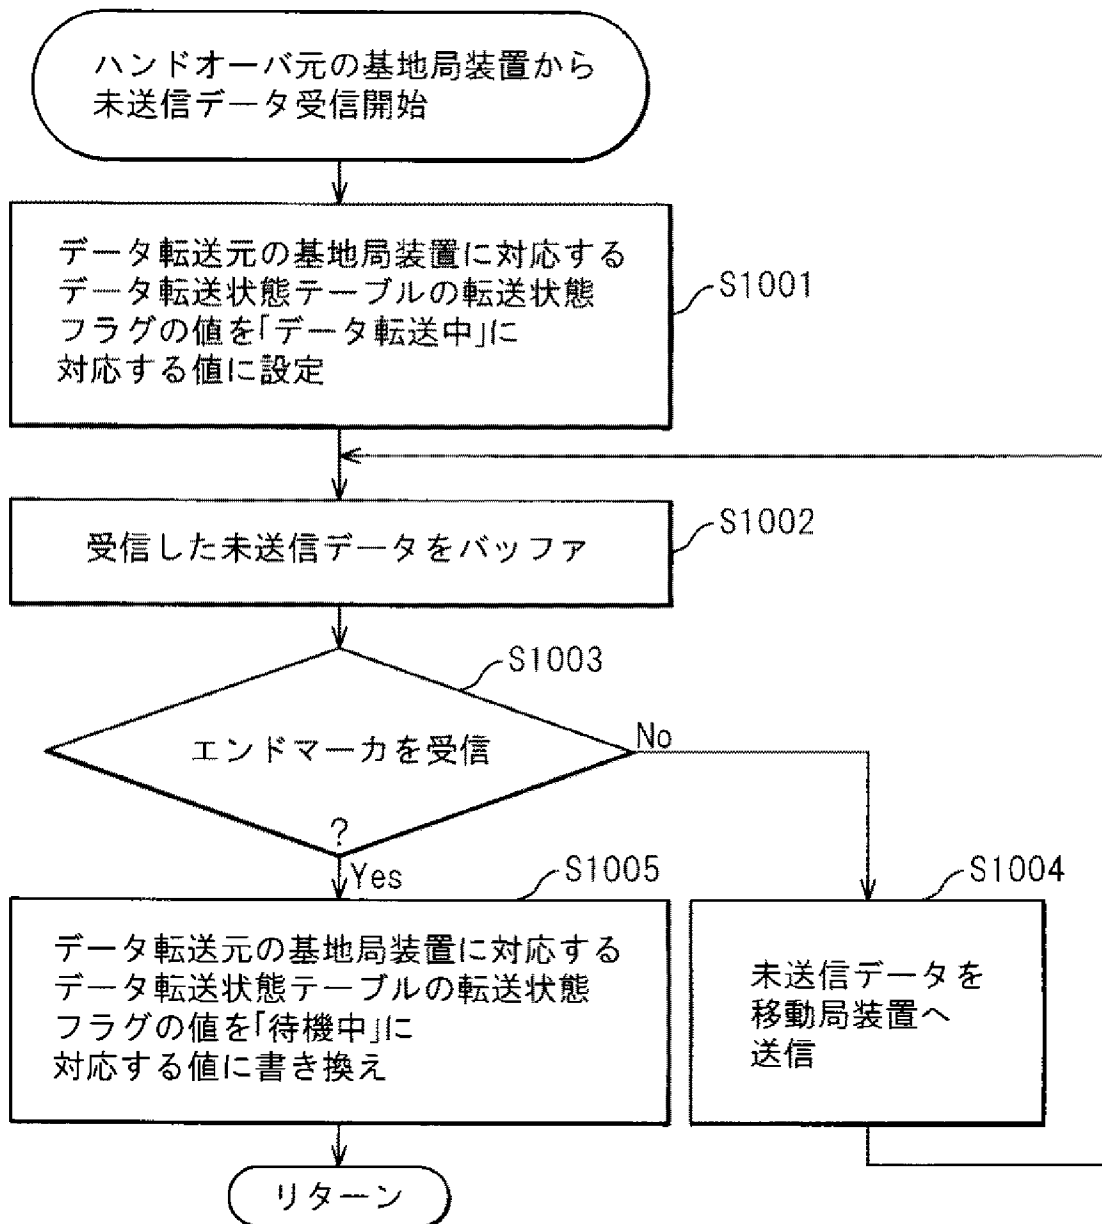 ハンドオーバ元の基地局装置から
未送信データ受信開始
データ転送元の基地局装置に対応する
データ転送状態テーブルの転送状態
フラグの値を「データ転送中」に
対応する値に設定
S1001
受信した未送信データをバッファ
S1002
S1003
エンドマーカを受信
?
No
Yes
S1005
データ転送元の基地局装置に対応する
データ転送状態テーブルの転送状態
フラグの値を「待機中」に
対応する値に書き換え
S1004
未送信データを
移動局装置へ
送信
リターン